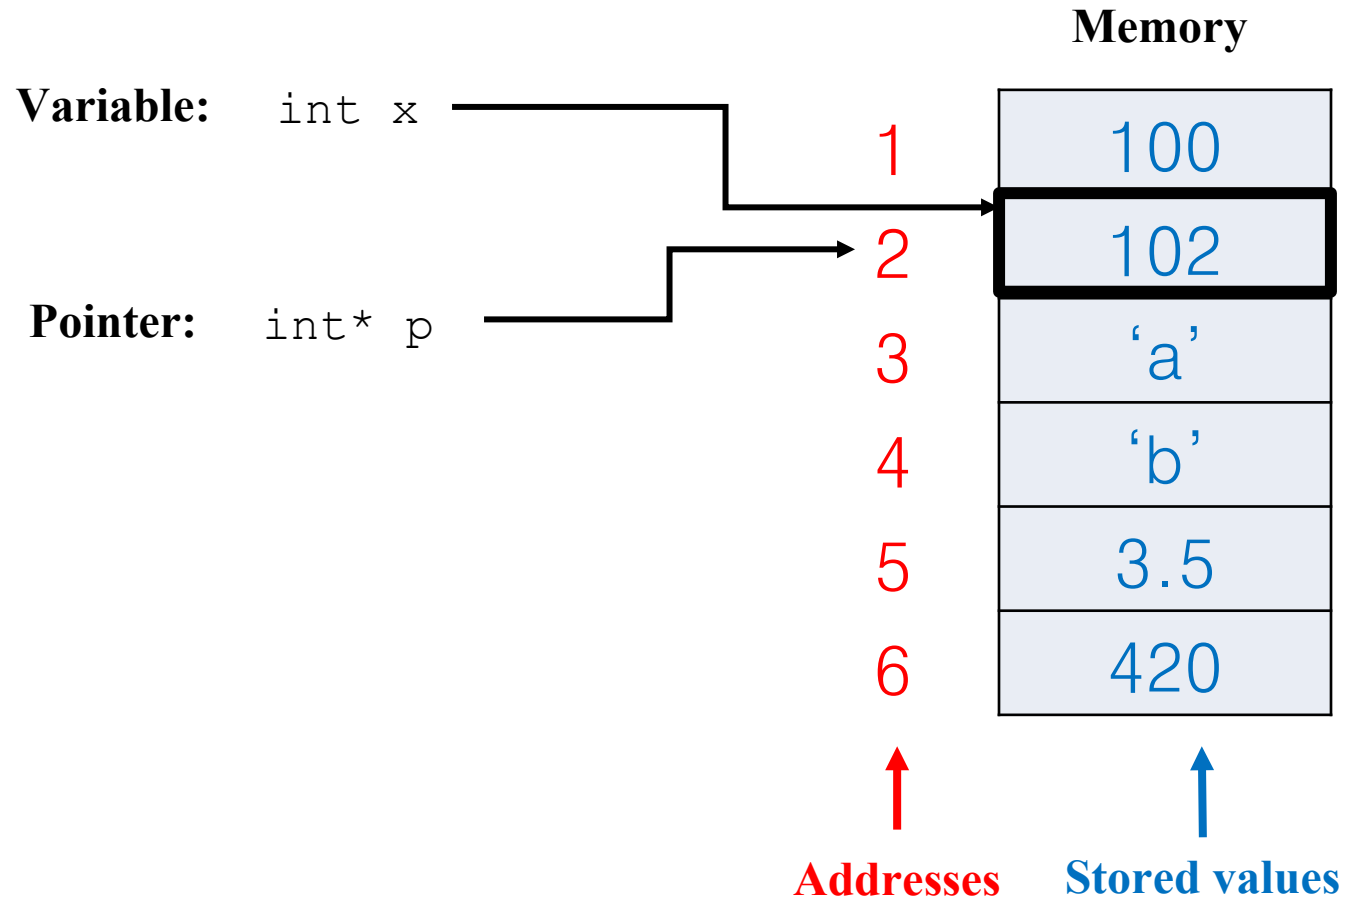 Memory
Variable: int x
1 100
2 102
Pointer: int* p
3 ‘a’
4 ‘b’
5 3.5
6 420
Addresses Stored values